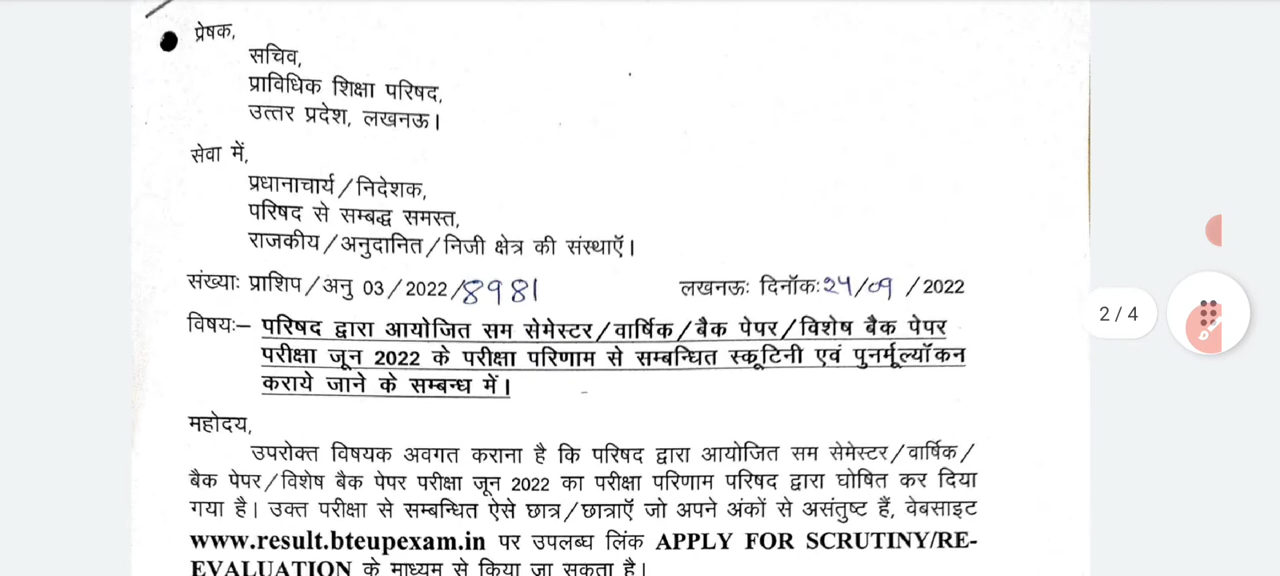 प्रेषक,
सचिव,
प्राविधिक शिक्षा परिषद,
उत्तर प्रदेश, लखनऊ।
सेवा में,
प्रधानाचार्य/निदेशक,
परिषद से सम्बद्ध समस्त,
राजकीय/अनुदानित/निजी क्षेत्र की संस्थाऍ।
संख्याः प्राशिप/अनु 03/2022/8981 लखनऊः दिनॉकः24/09 /2022
विषयः– परिषद द्वारा आयोजित सम सेमेस्टर/वार्षिक/बैक पेपर/विशेष बैक पेपर
परीक्षा जून 2022 के परीक्षा परिणाम से सम्बन्धित स्क्रूटिनी एवं पुनर्मूल्यॉकन
कराये जाने के सम्बन्ध में।
महोदय,
उपरोक्त विषयक अवगत कराना है कि परिषद द्वारा आयोजित सम सेमेस्टर/वार्षिक/
बैक पेपर/विशेष बैक पेपर परीक्षा जून 2022 का परीक्षा परिणाम परिषद द्वारा घोषित कर दिया
गया है। उक्त परीक्षा से सम्बन्धित ऐसे छात्र/छात्राऍ जो अपने अंकों से असंतुष्ट हैं, वेबसाइट
www.result.bteupexam.in पर उपलब्ध लिंक APPLY FOR SCRUTINY/RE-
EVALUATION के माध्यम से किया जा सकता है।
2 / 4